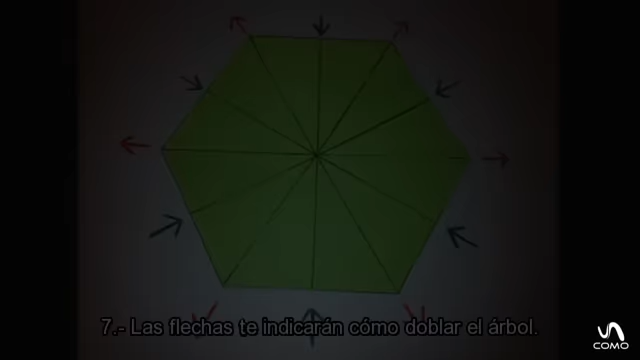 7.- Las flechas te indicarán cómo doblar el árbol.
COMO